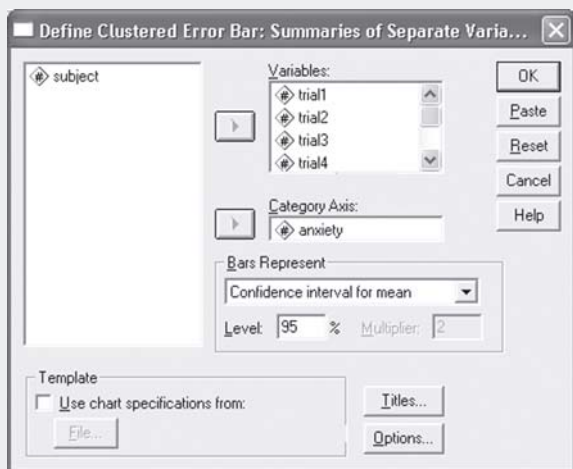 Define Clustered Error Bar: Summaries of Separate Varia...
subject
Variables:
trial1
trial2
trial3
trial4
Category Axis:
anxiety
Bars Represent
Confidence interval for mean
Level: 95 % Multiplier: 2
Template
Use chart specifications from:
File...
Titles...
Options...
OK
Paste
Reset
Cancel
Help